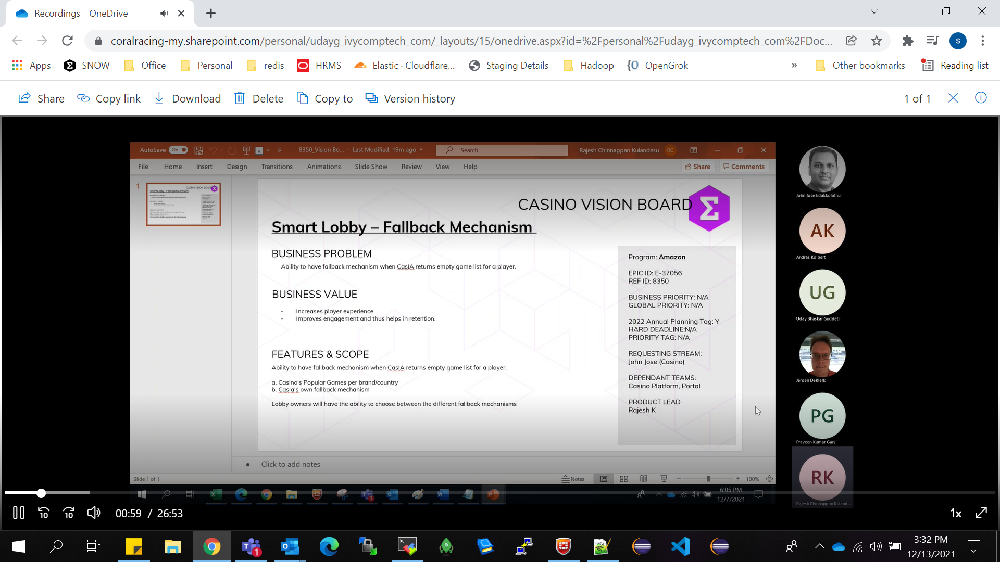 Recordings - OneDrive
coralracing-my.sharepoint.com/personal/udayg_ivycomptech_com/_layouts/15/onedrive.aspx?id=%2Fpersonal%2Fudayg_ivycomptech_com%2FDoc...
S
Apps
SNOW
Office
Personal
redis
HRMS
Elastic · Cloudflare...
Staging Details
Hadoop
OpenGrok
»
Other bookmarks
Reading list
Share
Copy link
Download
Delete
Copy to
Version history
1 of 1
AutoSave On
8350_Vision Bo... - Last Modified: 19m ago
Search
Rajesh Chinnappan Kulandesu RC
File Home Insert Design Transitions Animations Slide Show Review View Help
Share
Comments
1
CASINO VISION BOARD
Smart Lobby – Fallback Mechanism
BUSINESS PROBLEM
Ability to have fallback mechanism when CasIA returns empty game list for a player.
BUSINESS VALUE
- Increases player experience
- Improves engagement and thus helps in retention.
FEATURES & SCOPE
Ability to have fallback mechanism when CasIA returns empty game list for a player.
a. Casino's Popular Games per brand/country
b. CasIa's own fallback mechanism
Lobby owners will have the ability to choose between the different fallback mechanisms
Program: Amazon
EPIC ID: E-37056
REF ID: 8350
BUSINESS PRIORITY: N/A
GLOBAL PRIORITY: N/A
2022 Annual Planning Tag: Y
HARD DEADLINE:N/A
PRIORITY TAG: N/A
REQUESTING STREAM:
John Jose (Casino)
DEPENDANT TEAMS:
Casino Platform, Portal
PRODUCT LEAD
Rajesh K
• Click to add notes
Slide 1 of 1
Notes
100%
6:05 PM
12/7/2021
John Jose Edakkolathur
AK
Andras Kolbert
UG
Uday Bhaskar Guddeti
Jeroen DeKlerk
PG
Praveen Kumar Ganji
RK
Rajesh Chinnappan Kuland...
10
10
00:59 / 26:53
1x
1
3:32 PM
12/13/2021